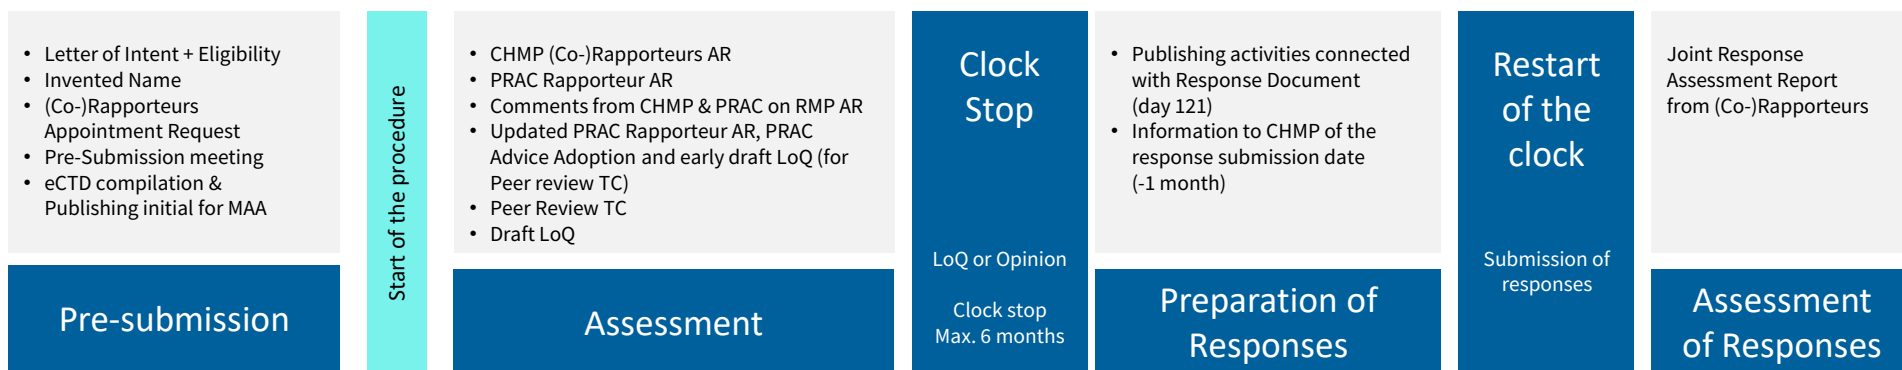 • Letter of Intent + Eligibility
• Invented Name
• (Co-)Rapporteurs
Appointment Request
• Pre-Submission meeting
• eCTD compilation &
Publishing initial for MAA
Pre-submission
Start of the procedure
• CHMP (Co-)Rapporteurs AR
• PRAC Rapporteur AR
• Comments from CHMP & PRAC on RMP AR
• Updated PRAC Rapporteur AR, PRAC
Advice Adoption and early draft LoQ (for
Peer review TC)
• Peer Review TC
• Draft LoQ
Assessment
Clock
Stop
LoQ or Opinion
Clock stop
Max. 6 months
• Publishing activities connected
with Response Document
(day 121)
• Information to CHMP of the
response submission date
(-1 month)
Preparation of
Responses
Restart
of the
clock
Submission of
responses
Joint Response
Assessment Report
from (Co-)Rapporteurs
Assessment
of Responses